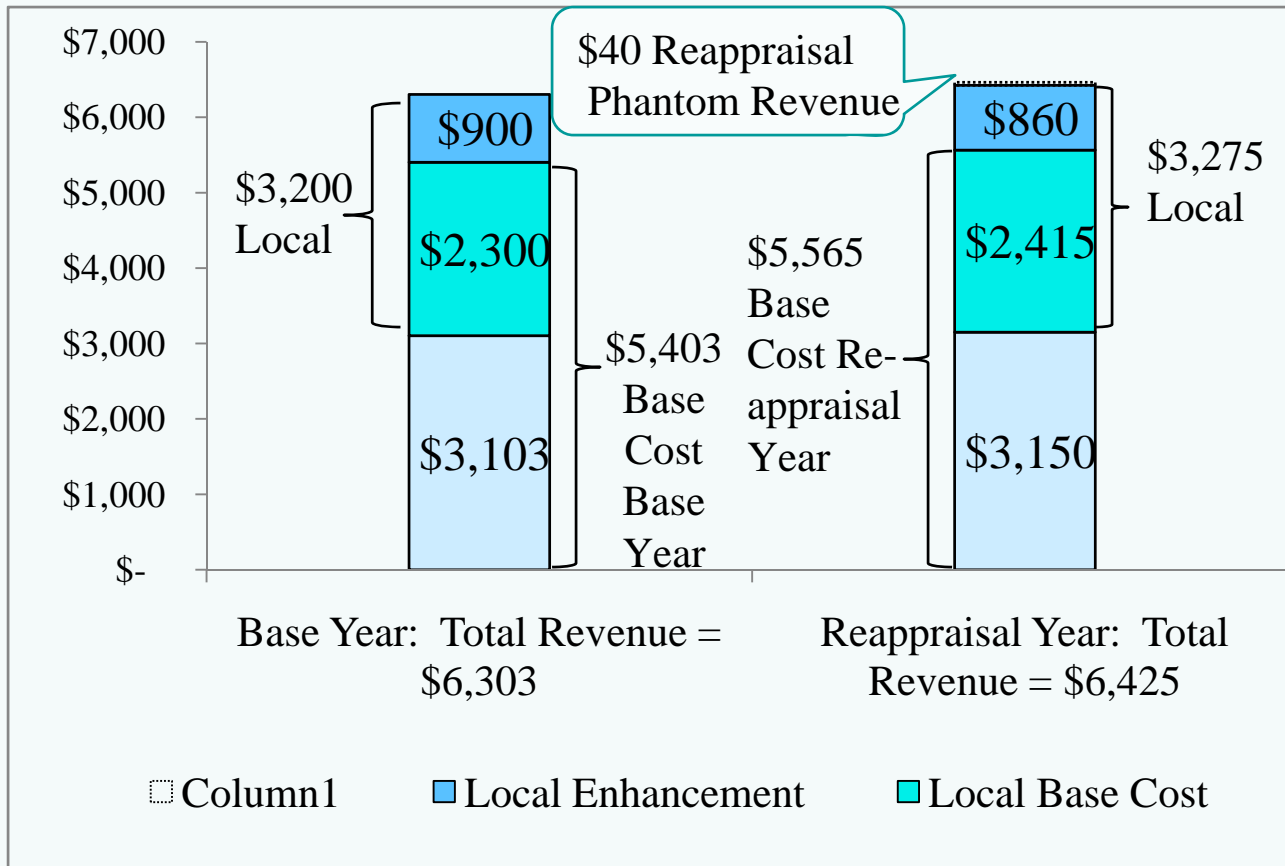 $7,000
$6,000
$5,000
$4,000
$3,000
$2,000
$1,000
$-
$40 Reappraisal
Phantom Revenue
$900
$2,300
$3,103
$3,200
Local
$5,403
Base
Cost
Base
Year
$860
$2,415
$3,150
$5,565
Base
Cost Re-
appraisal
Year
$3,275
Local
Base Year: Total Revenue =
$6,303
Reappraisal Year: Total
Revenue = $6,425
Column1
Local Enhancement
Local Base Cost